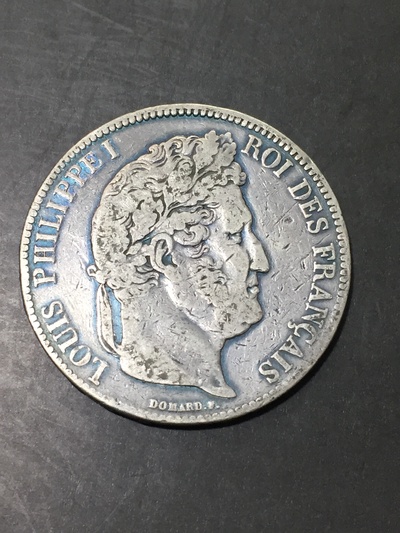 LOUIS PHILIPPE I
ROI DES FRANÇAIS
DOMARD.F.